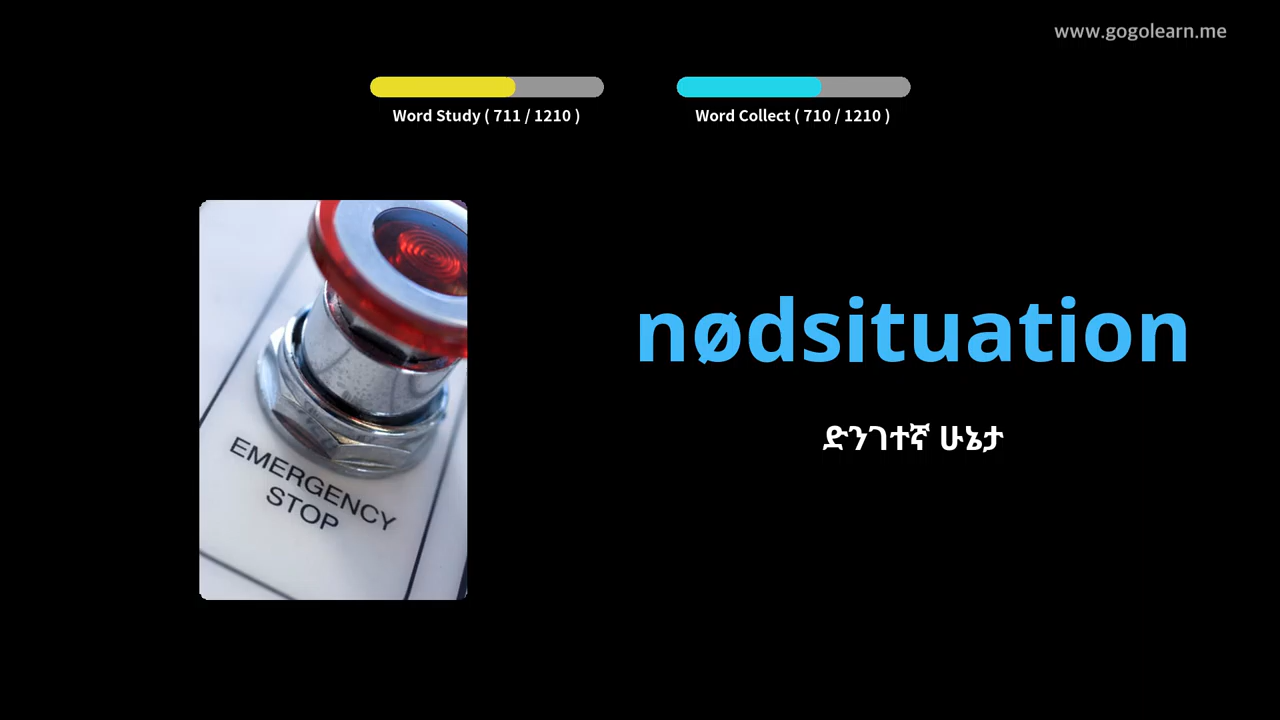 www.gogolearn.me
Word Study ( 711 / 1210 )
Word Collect ( 710 / 1210 )
nødsituation
ድንገተኛ ሁኔታ
EMERGENCY
STOP